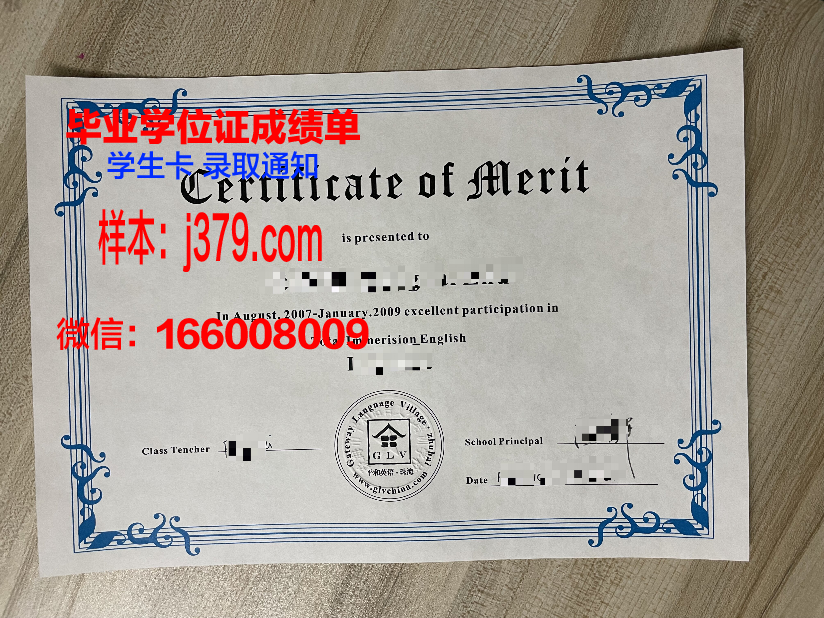 毕业学位证成绩单
学生卡 录取通知
Certificate of Merit
样本：j379.com
is presented to
In August, 2007-January.2009 excellent participation in
微信：166008009
Total Immerision English
Gateway Language Village · zhuhai
GLV
www.glvchina.com
Class Tencher
School Principal
Date